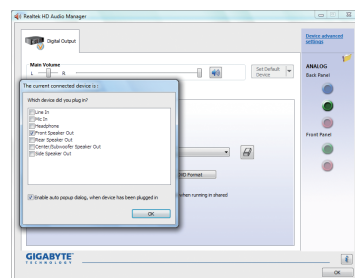 Realtek HD Audio Manager
Digital Output
Device advanced settings
Main Volume
L
R
Set Default Device
ANALOG
Back Panel
Front Panel
The current connected device is :
Which device did you plug in?
Line In
Mic In
Headphone
Front Speaker Out
Rear Speaker Out
Center/Subwoofer Speaker Out
Side Speaker Out
Enable auto popup dialog, when device has been plugged in
OK
Format
when running in shared
GIGABYTE
TECHNOLOGY
OK